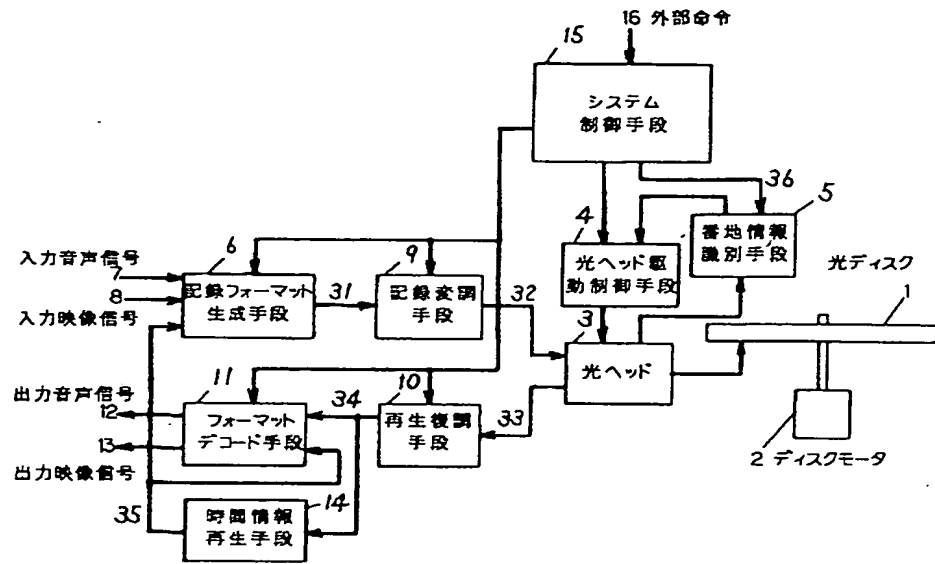 16 外部命令
15
システム
制御手段
36
5
4
番地情報
識別手段
光ディスク
6
9
光ヘッド駆
動制御手段
1
入力音声信号
7
8
入力映像信号
記録フォーマット
生成手段
31
記録変調
手段
32
3
光ヘッド
11
34
10
出力音声信号
12
13
出力映像信号
フォーマット
デコード手段
再生復調
手段
33
2 ディスクモータ
35
14
時間情報
再生手段